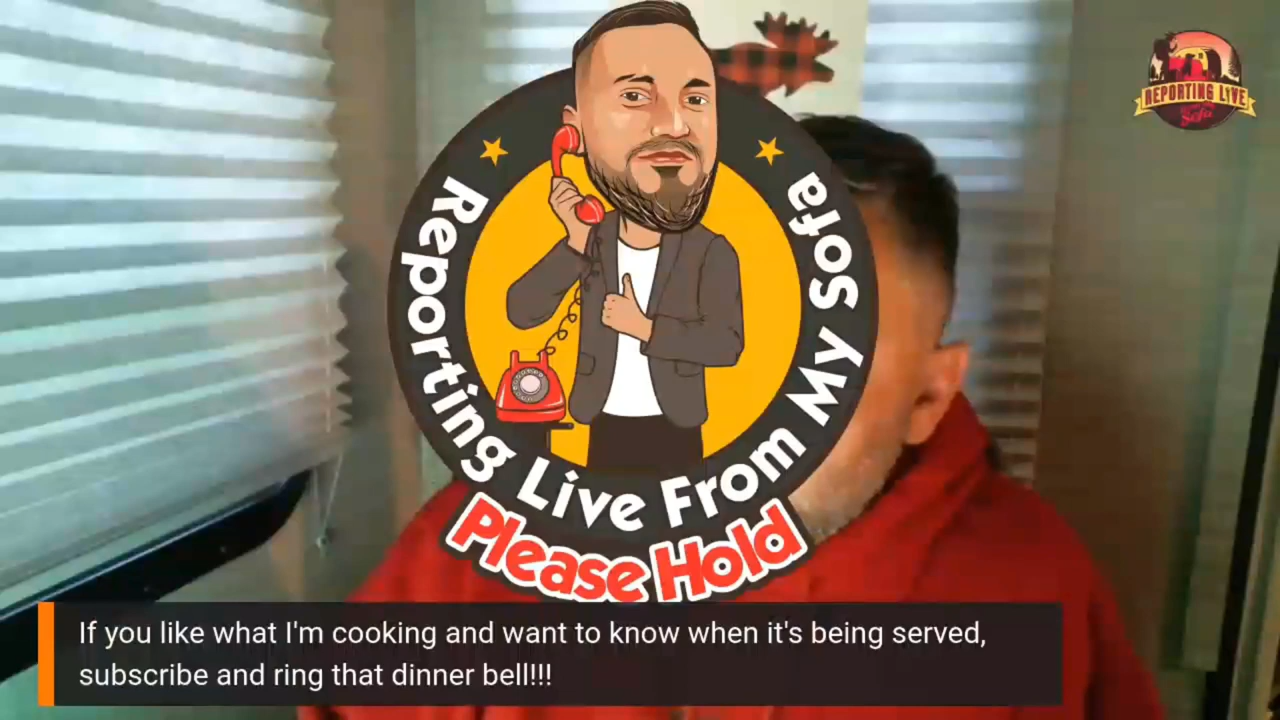 REPORTING LIVE
Sofa
Reporting Live From My Sofa
Please Hold
If you like what I'm cooking and want to know when it's being served,
subscribe and ring that dinner bell!!!